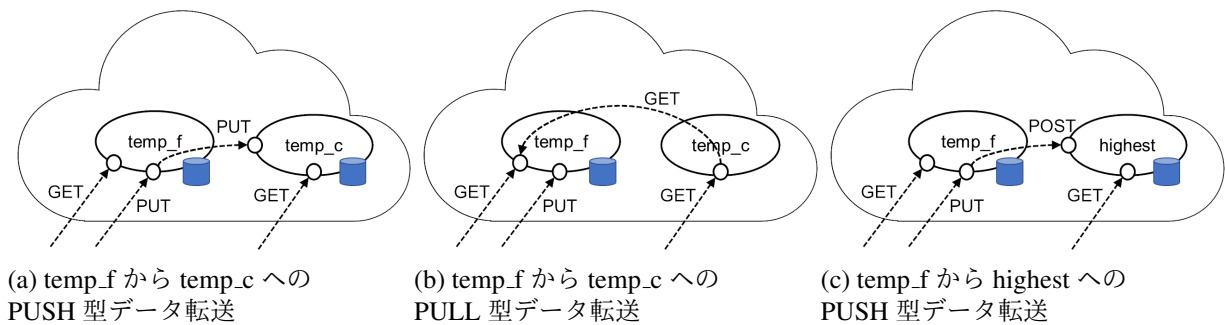 temp_f
PUT
temp_c
GET
PUT
GET
(a) temp_f から temp_c への
PUSH 型データ転送
GET
temp_f
temp_c
GET
PUT
GET
(b) temp_f から temp_c への
PULL 型データ転送
temp_f
POST
highest
GET
PUT
GET
(c) temp_f から highest への
PUSH 型データ転送